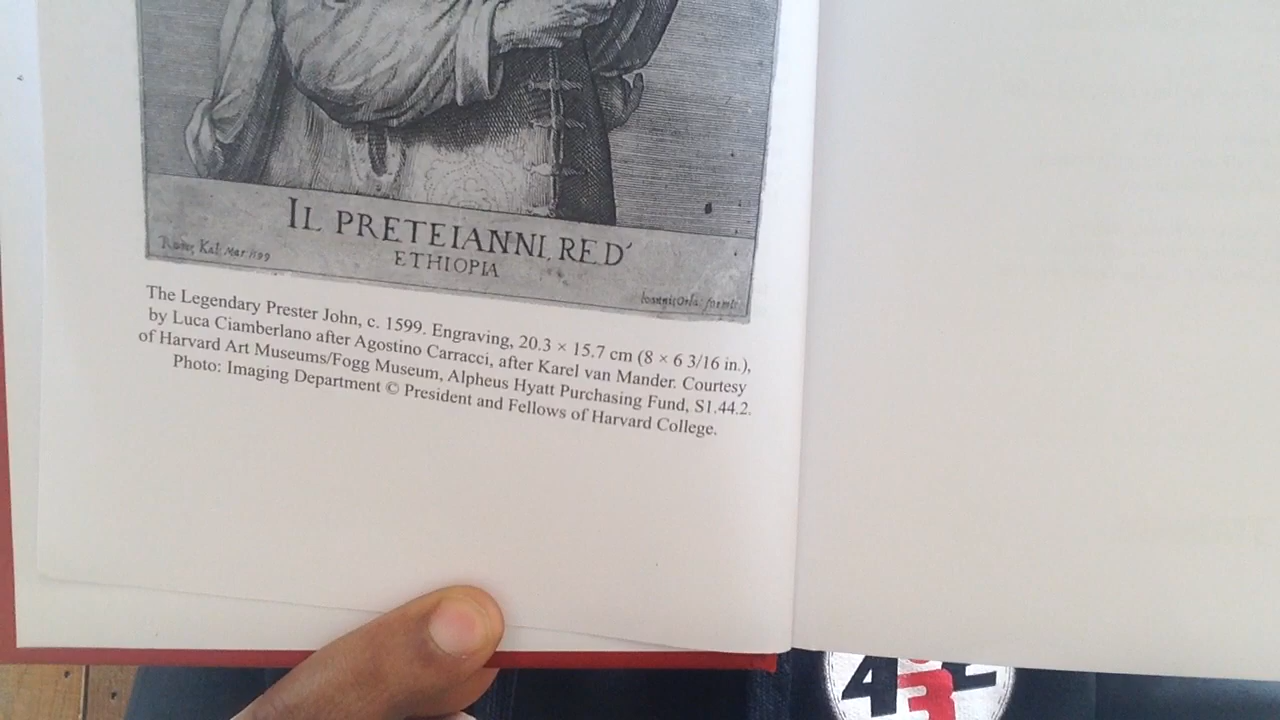 IL PRETEIANNI, RE D'
ETHIOPIA
The Legendary Prester John, c. 1599. Engraving, 20.3 × 15.7 cm (8 × 6 3/16 in.),
by Luca Ciamberlano after Agostino Carracci, after Karel van Mander. Courtesy
of Harvard Art Museums/Fogg Museum, Alpheus Hyatt Purchasing Fund, S1.44.2.
Photo: Imaging Department © President and Fellows of Harvard College.